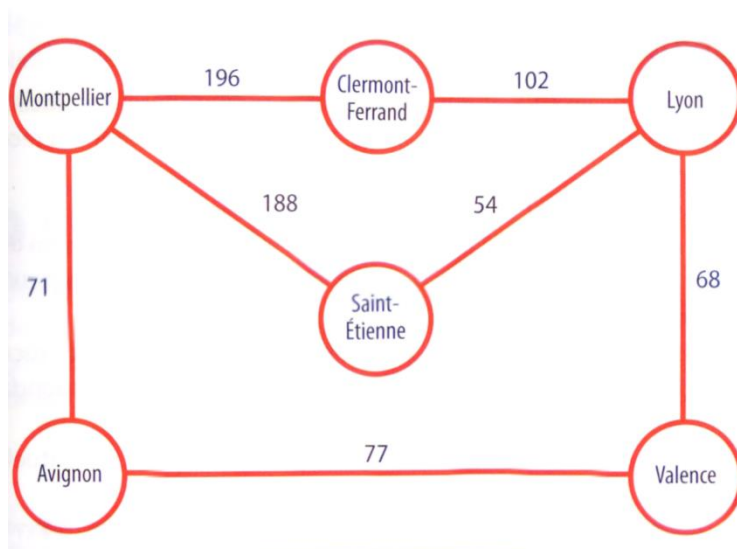 196
102
Montpellier
Clermont-
Ferrand
Lyon
188
54
71
Saint-
Étienne
68
77
Avignon
Valence